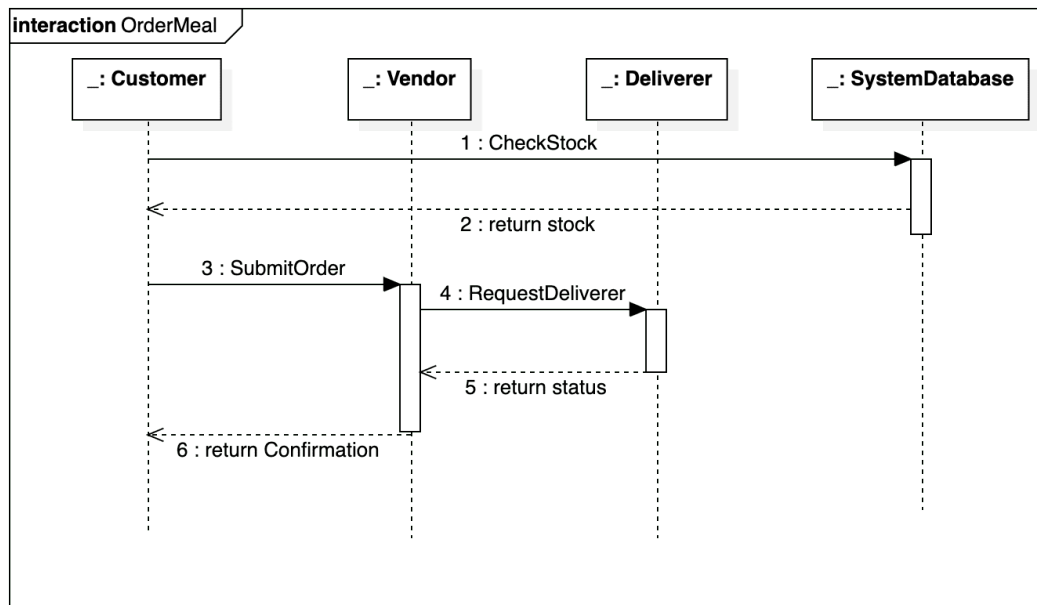 interaction OrderMeal
_: Customer
_: Vendor
_: Deliverer
_: SystemDatabase
1 : CheckStock
2 : return stock
3 : SubmitOrder
4 : RequestDeliverer
5 : return status
6 : return Confirmation